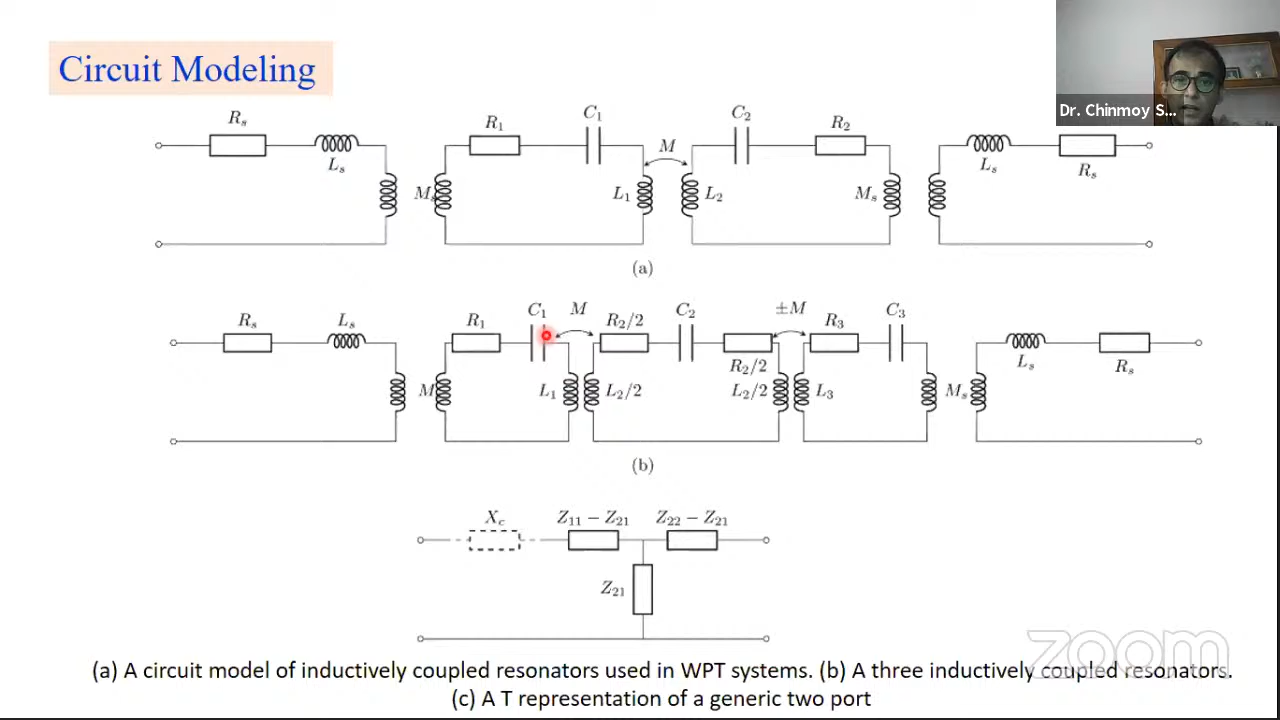 Circuit Modeling
Dr. Chinmoy S...
R_s L_s M_s R_1 C_1 L_1 M L_2 C_2 R_2 M_s L_s R_s
(a)
R_s L_s M R_1 C_1 L_1 M R_2/2 L_2/2 C_2 R_2/2 L_2/2 ±M R_3 L_3 C_3 M_s L_s R_s
(b)
X_c Z_11 − Z_21 Z_22 − Z_21
Z_21
zoom
(a) A circuit model of inductively coupled resonators used in WPT systems. (b) A three inductively coupled resonators.
(c) A T representation of a generic two port